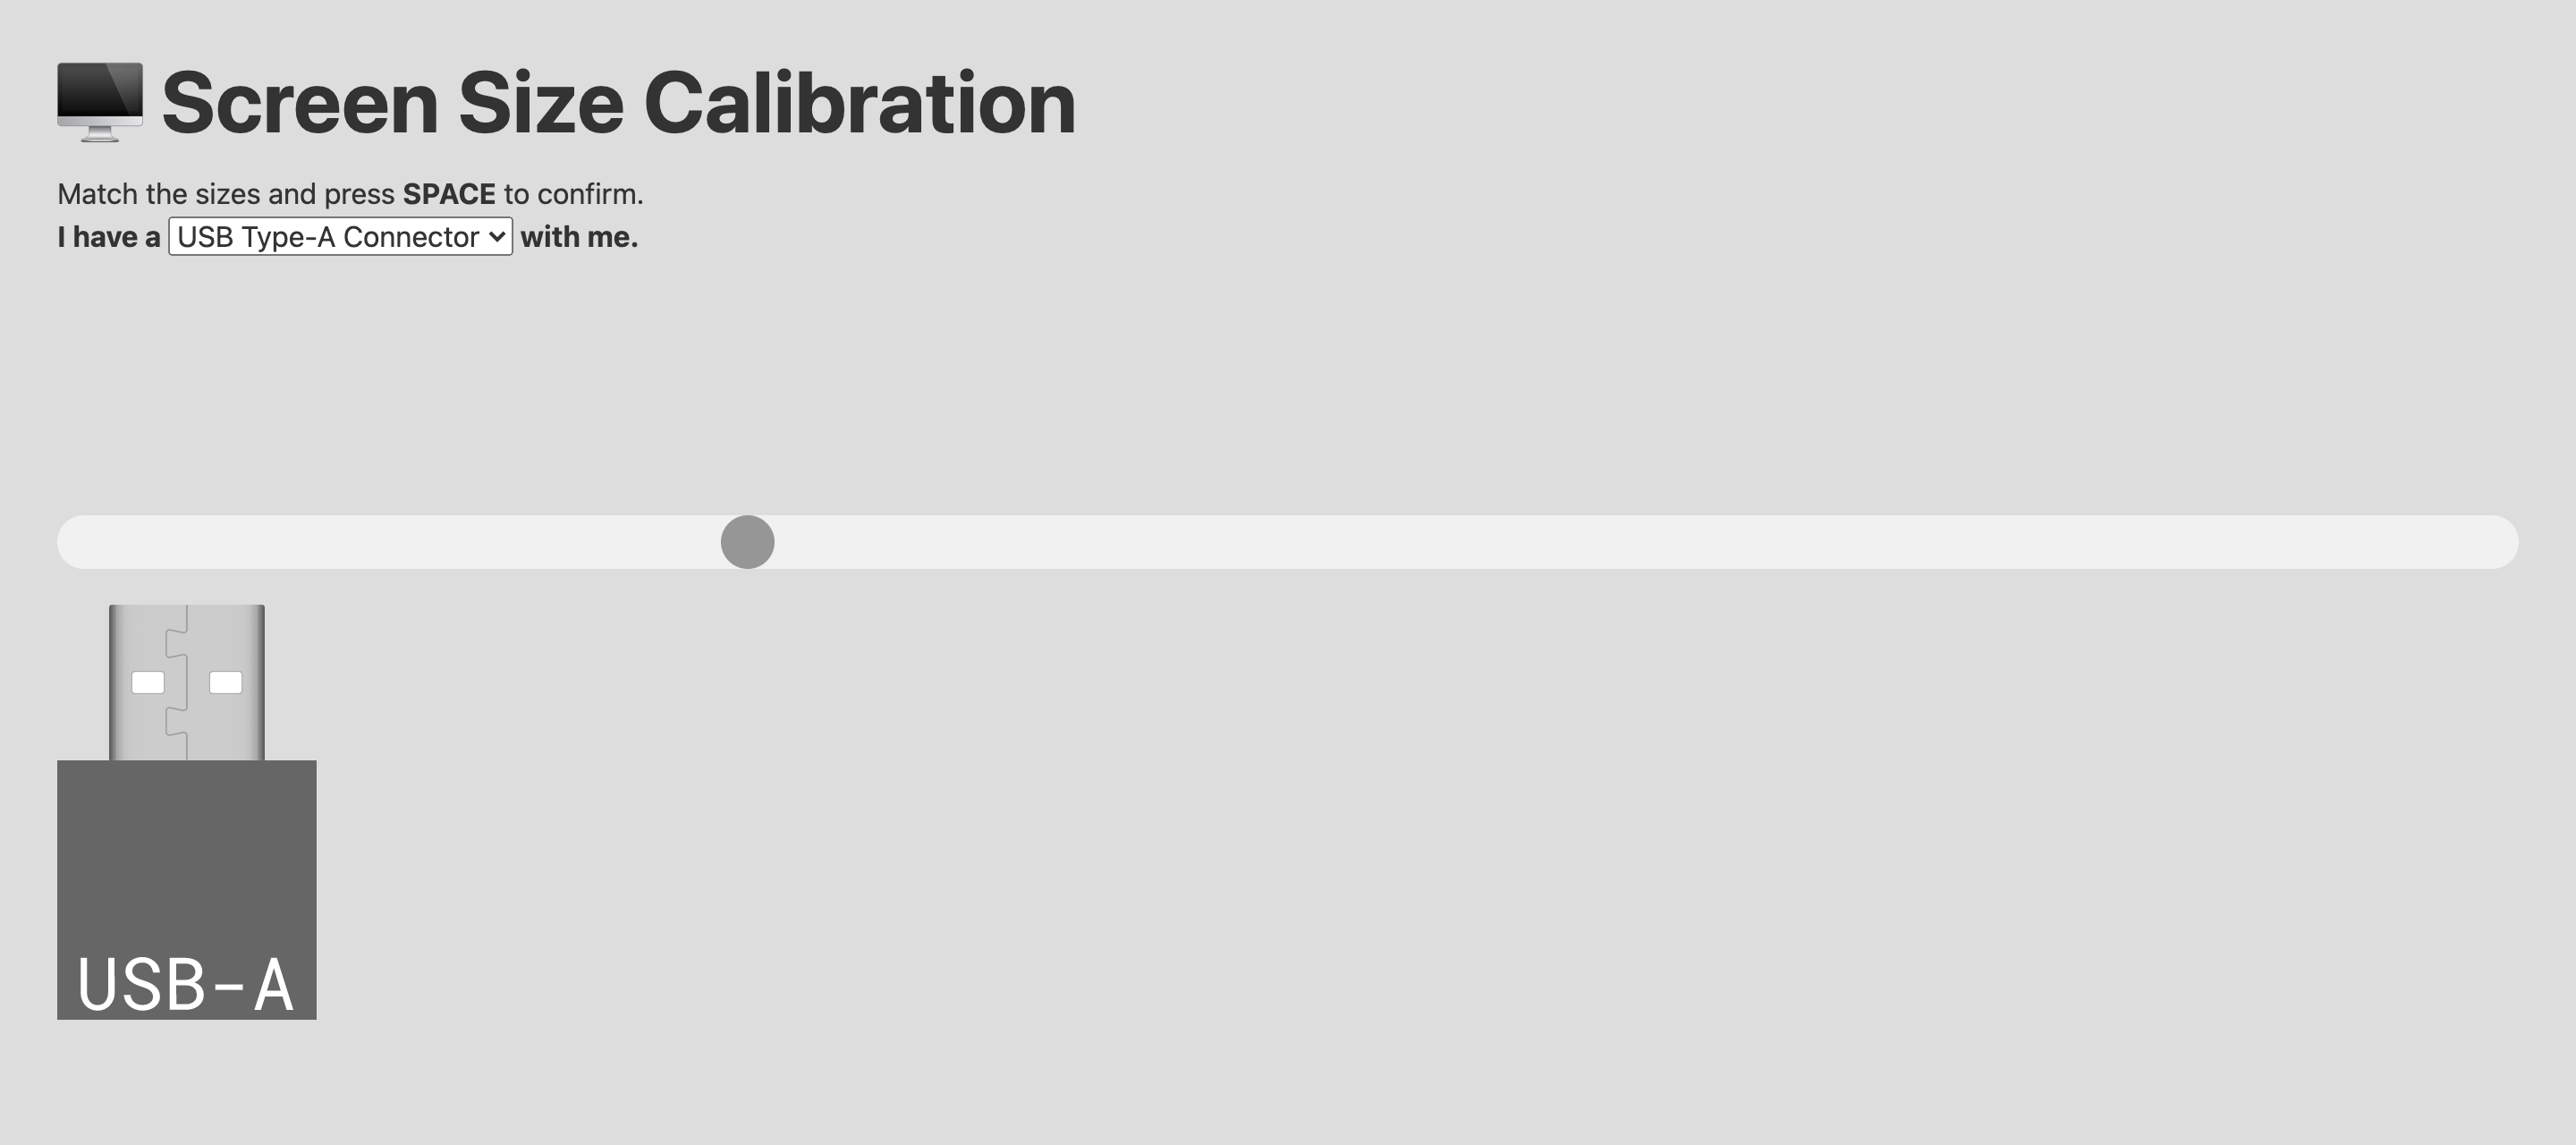 Screen Size Calibration
Match the sizes and press SPACE to confirm.
I have a USB Type-A Connector with me.
USB-A